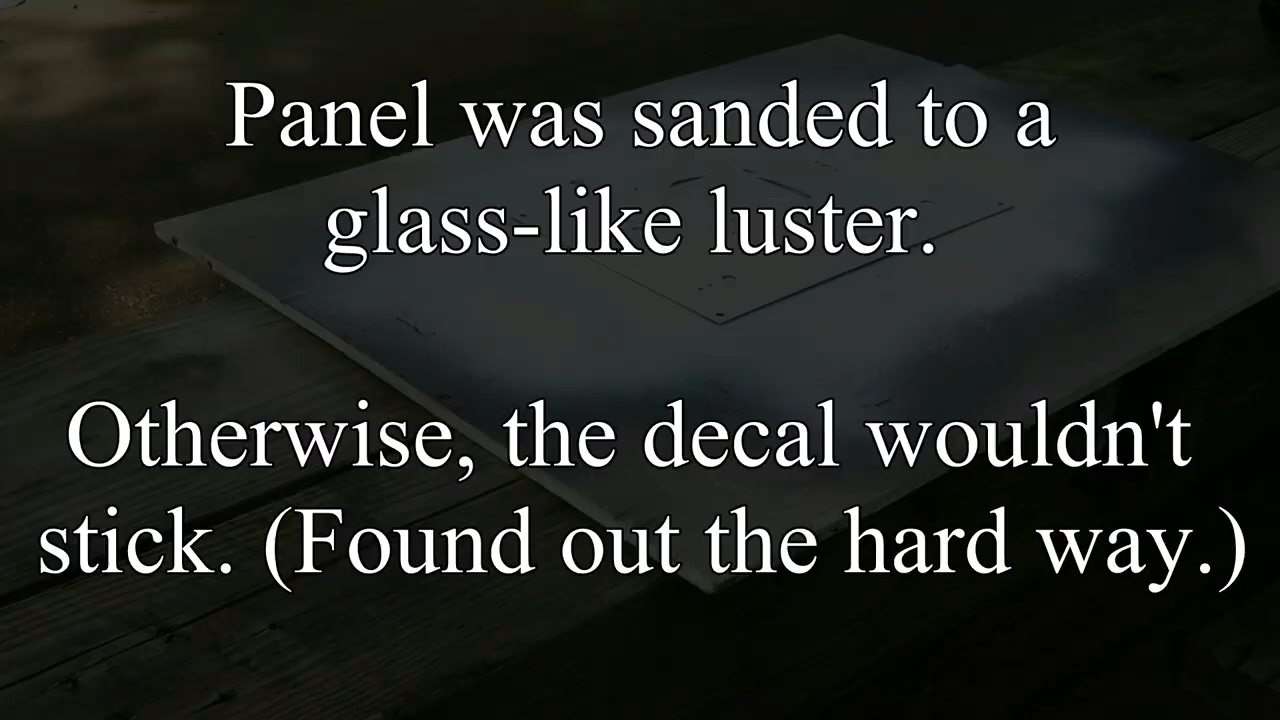 Panel was sanded to a
glass-like luster.
Otherwise, the decal wouldn't
stick. (Found out the hard way.)